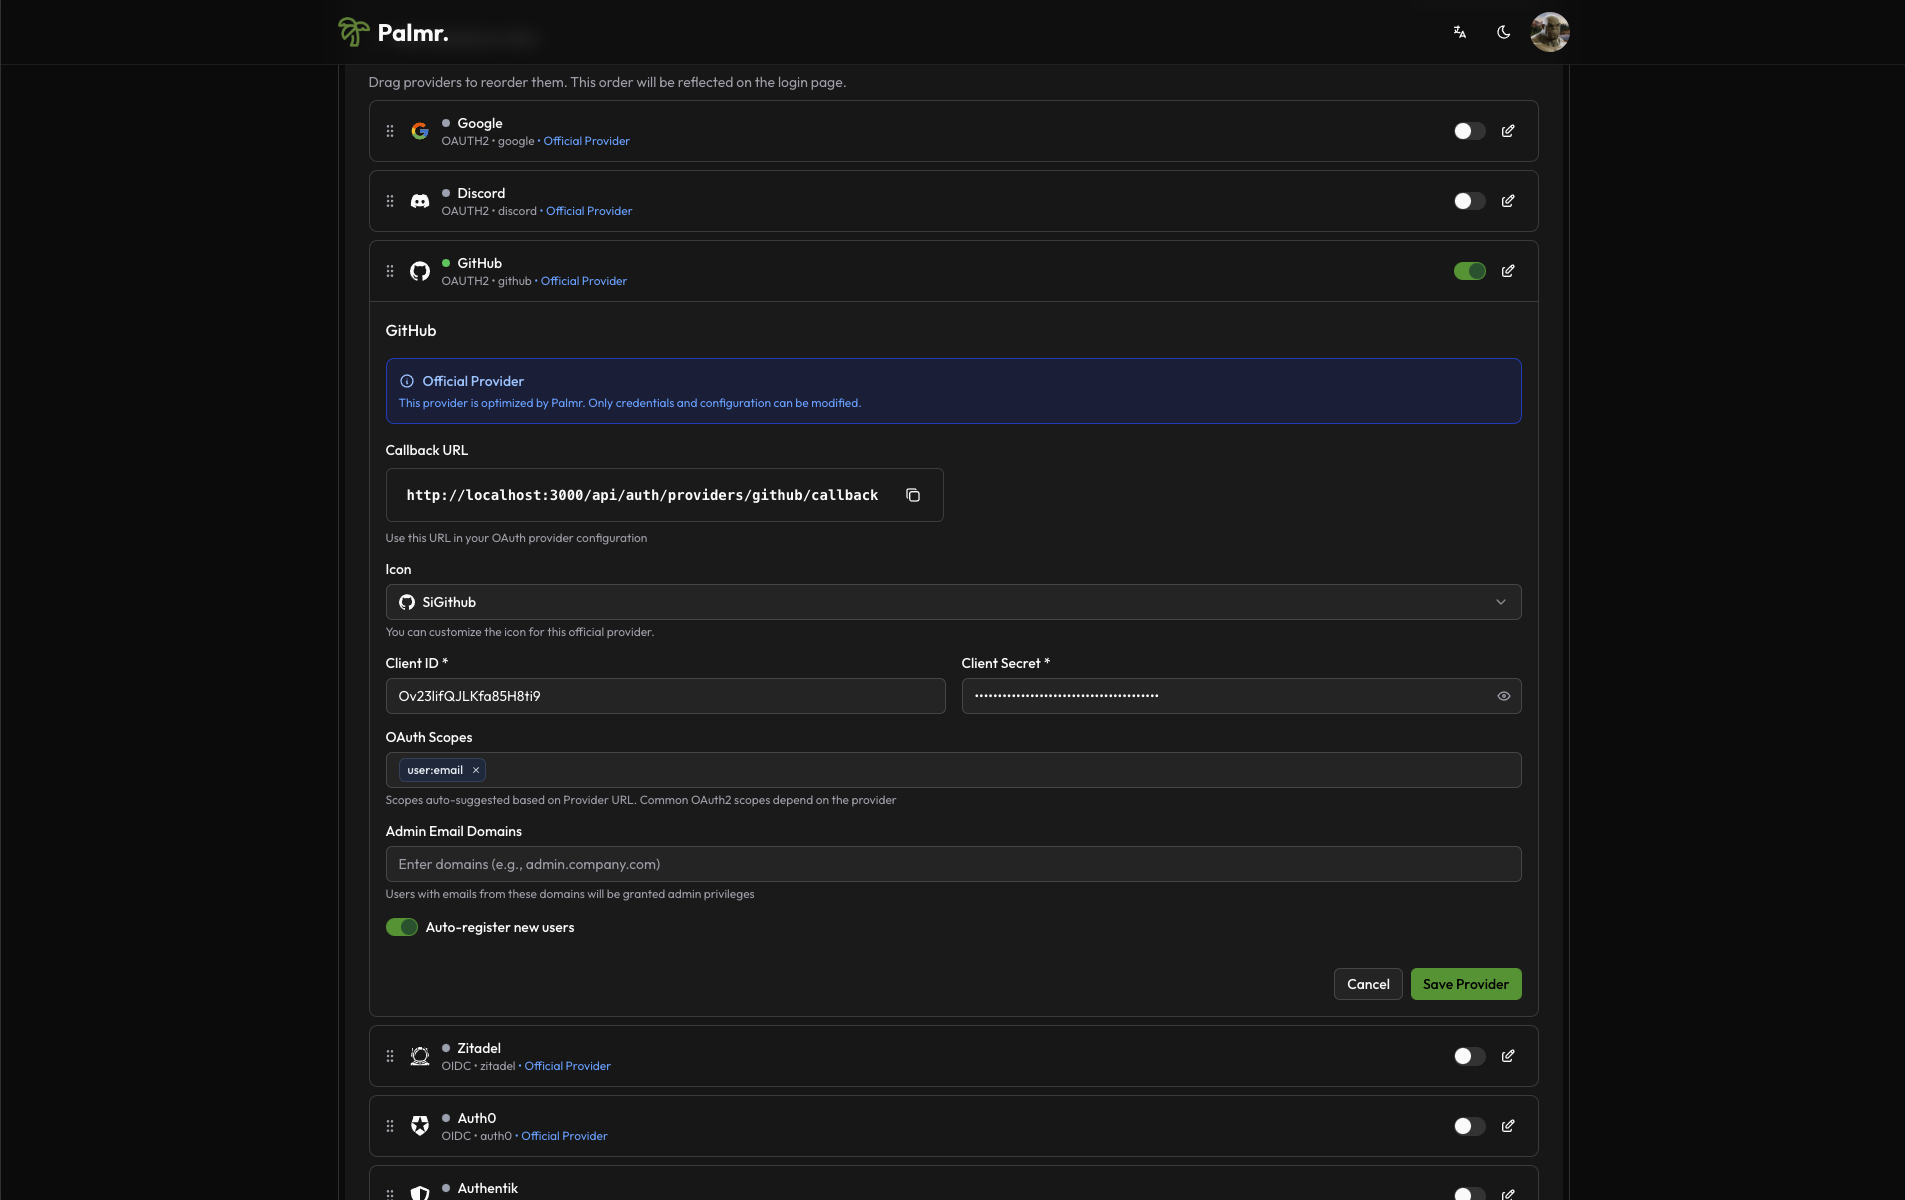 Palmr.
Drag providers to reorder them. This order will be reflected on the login page.
Google
OAUTH2 • google • Official Provider
Discord
OAUTH2 • discord • Official Provider
GitHub
OAUTH2 • github • Official Provider
GitHub
Official Provider
This provider is optimized by Palmr. Only credentials and configuration can be modified.
Callback URL
http://localhost:3000/api/auth/providers/github/callback
Use this URL in your OAuth provider configuration
Icon
SiGithub
You can customize the icon for this official provider.
Client ID *
Client Secret *
Ov23lifQJLKfa85H8ti9
OAuth Scopes
user:email ×
Scopes auto-suggested based on Provider URL. Common OAuth2 scopes depend on the provider
Admin Email Domains
Enter domains (e.g., admin.company.com)
Users with emails from these domains will be granted admin privileges
Auto-register new users
Cancel
Save Provider
Zitadel
OIDC • zitadel • Official Provider
Auth0
OIDC • auth0 • Official Provider
Authentik